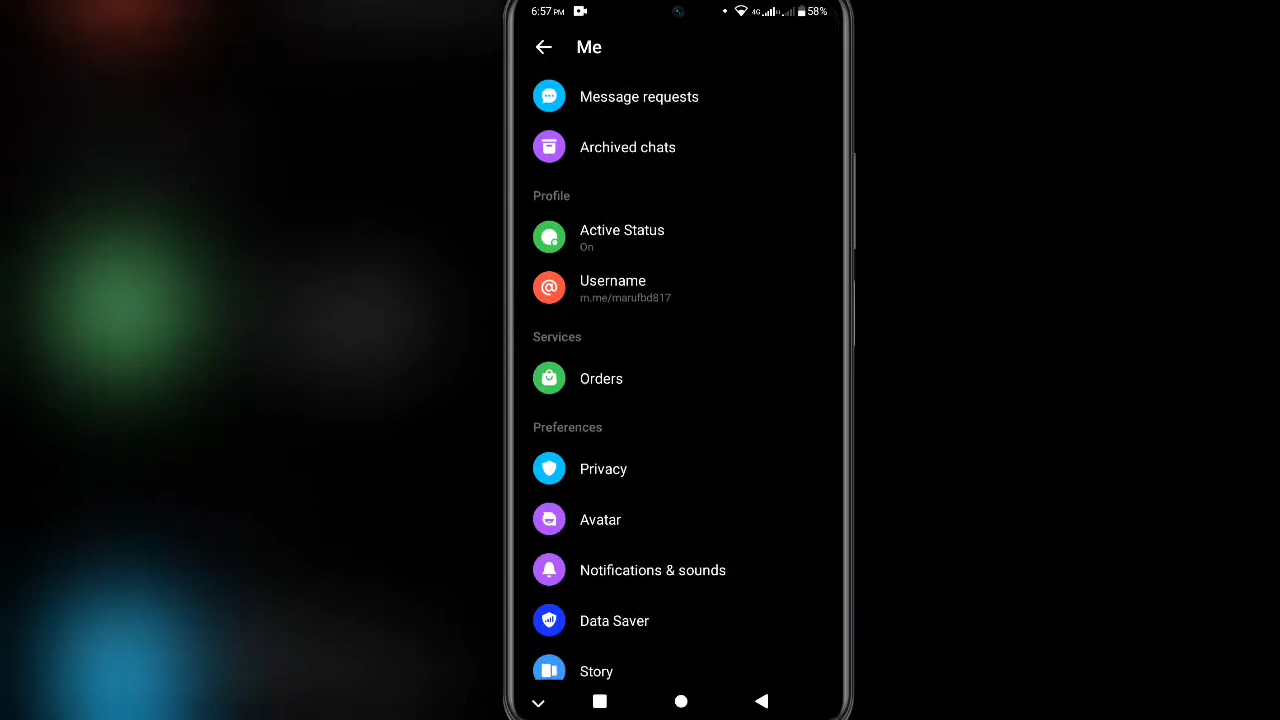 6:57 PM 4G 58%
Me
Message requests
Archived chats
Profile
Active Status
On
Username
m.me/marufbd817
Services
Orders
Preferences
Privacy
Avatar
Notifications & sounds
Data Saver
Story